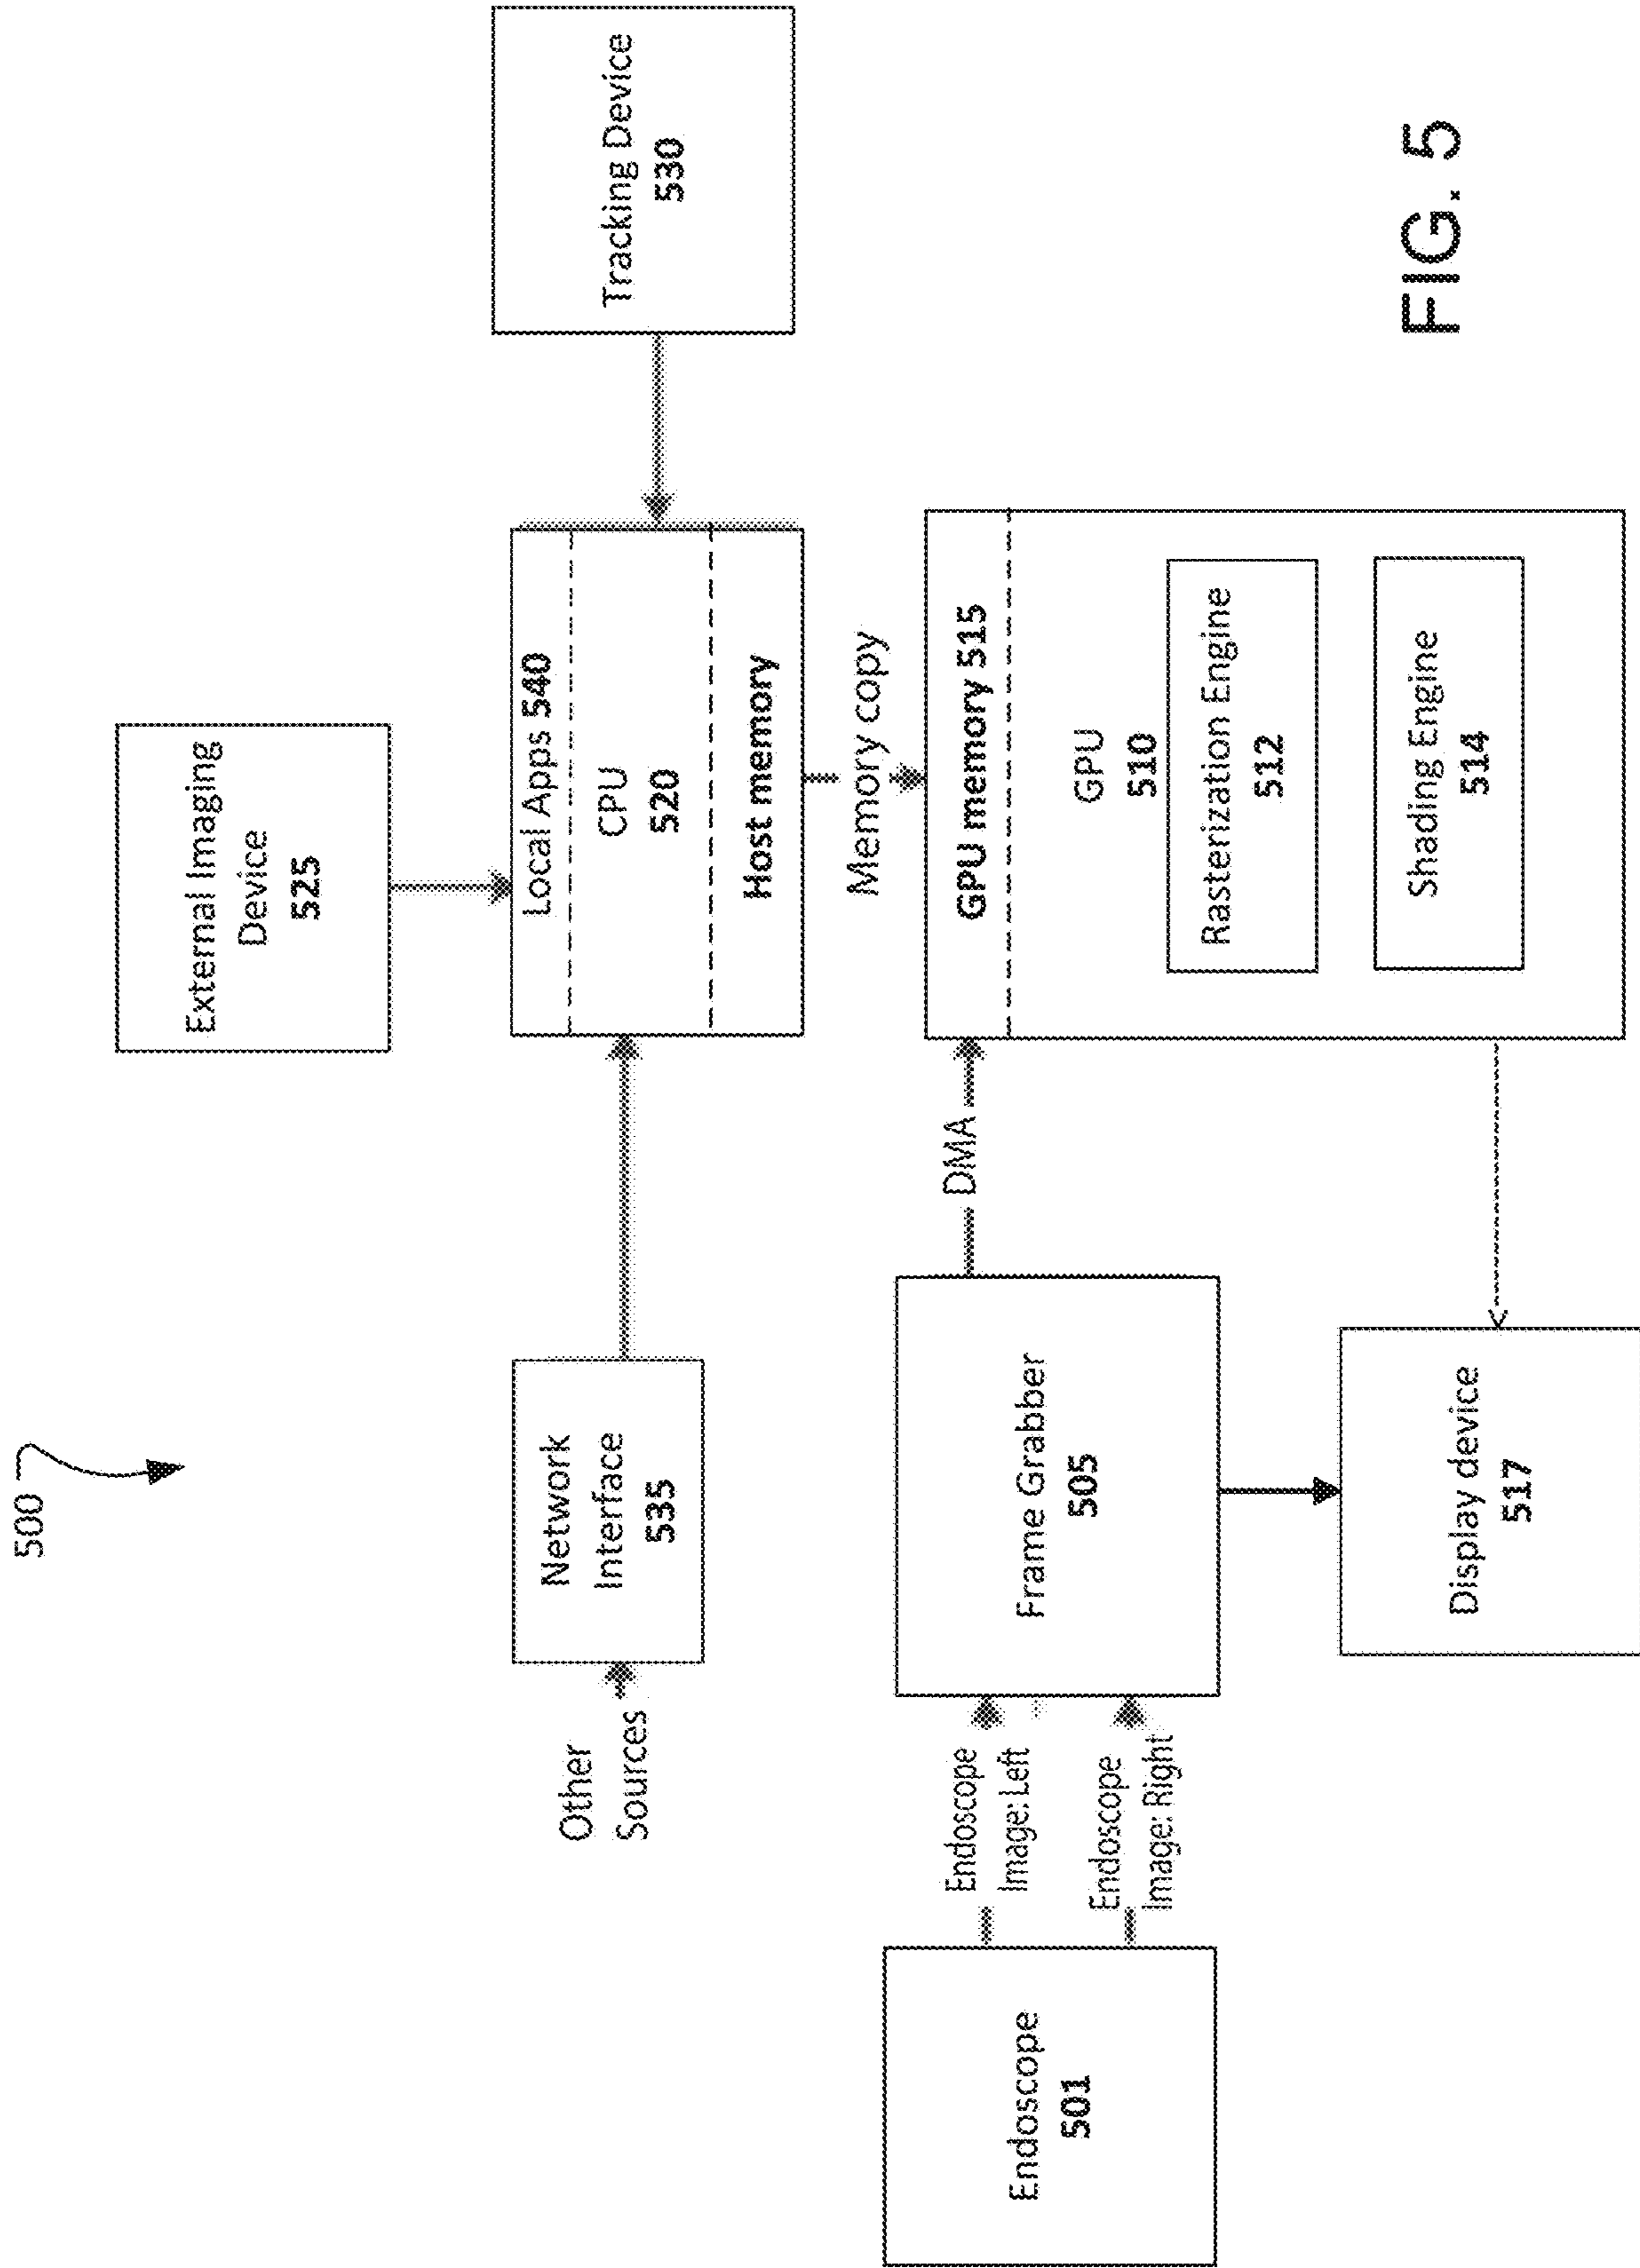 500
External Imaging
Device
525
Other
Sources
Network
Interface
535
Local Apps 540
CPU
520
Host memory
Tracking Device
530
Memory copy
Endoscope
501
Endoscope
Image: Left
Endoscope
Image: Right
Frame Grabber
505
DMA
GPU memory 515
GPU
510
Rasterization Engine
512
Shading Engine
514
Display device
517
FIG. 5